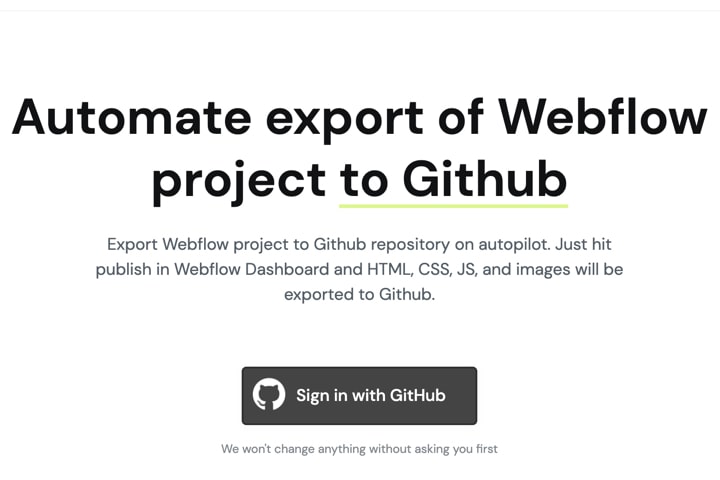 Automate export of Webflow
project to Github
Export Webflow project to Github repository on autopilot. Just hit
publish in Webflow Dashboard and HTML, CSS, JS, and images will be
exported to Github.
Sign in with GitHub
We won't change anything without asking you first